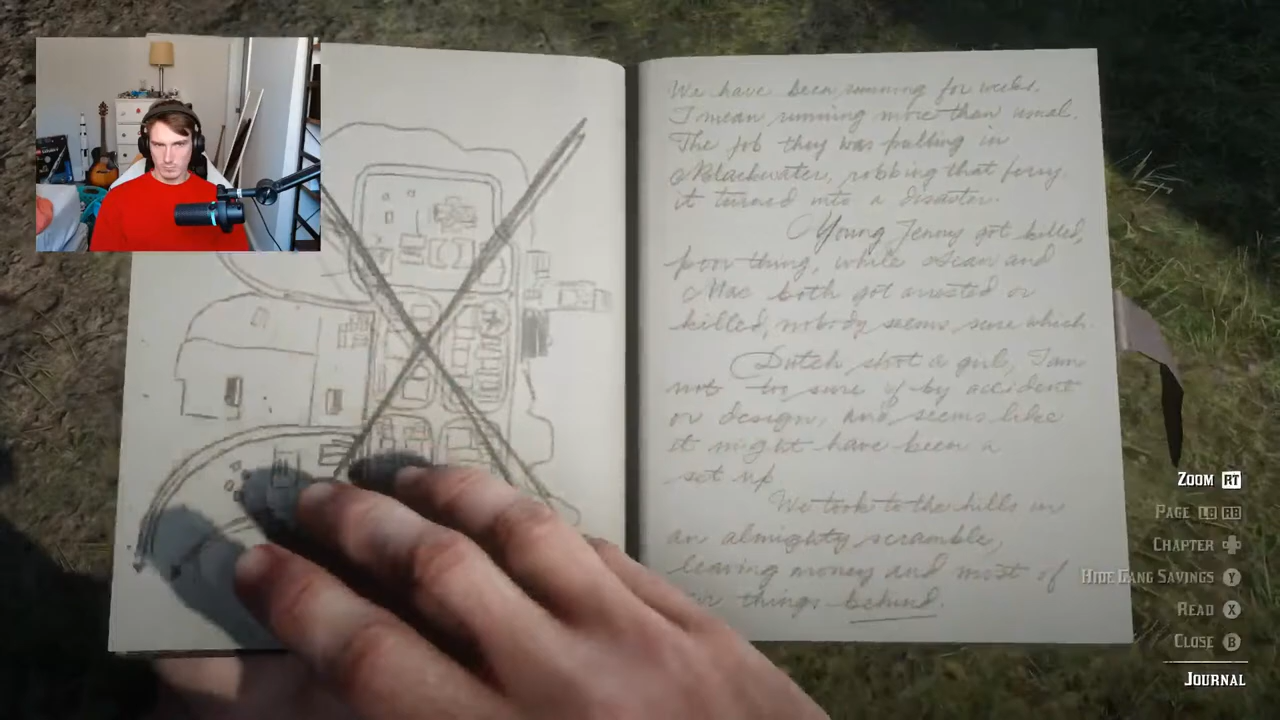 We have been running for weeks.
I mean running more than usual.
The job they was pulling in
Blackwater, robbing that ferry,
it turned into a disaster.
Young Jenny got killed,
poor thing, while Sean and
Mac both got arrested or
killed, nobody seems sure which.
Dutch shot a girl, I am
not too sure if by accident
or design, and seems like
it might have been a
set up
We took to the hills in
an almighty scramble,
leaving money and most of
things behind.
ZOOM RT
PAGE LB RB
CHAPTER
HIDE GANG SAVINGS Y
READ X
CLOSE B
JOURNAL